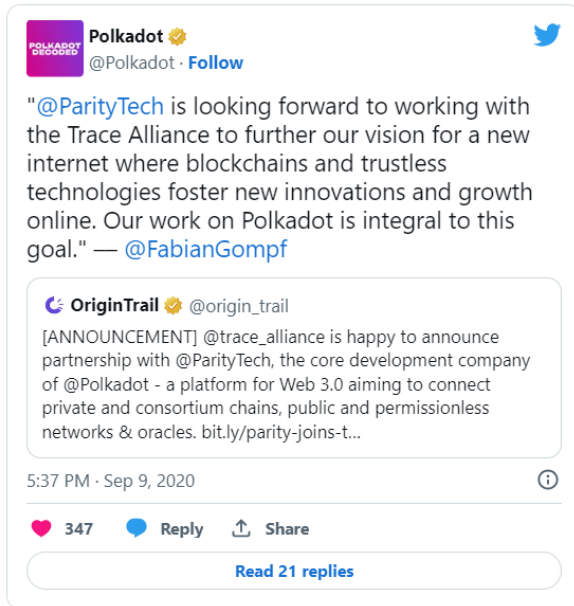 POLKADOT
DECODED
Polkadot
@Polkadot · Follow
"@ParityTech is looking forward to working with
the Trace Alliance to further our vision for a new
internet where blockchains and trustless
technologies foster new innovations and growth
online. Our work on Polkadot is integral to this
goal." — @FabianGompf
OriginTrail @origin_trail
[ANNOUNCEMENT] @trace_alliance is happy to announce
partnership with @ParityTech, the core development company
of @Polkadot - a platform for Web 3.0 aiming to connect
private and consortium chains, public and permissionless
networks & oracles. bit.ly/parity-joins-t...
5:37 PM · Sep 9, 2020
347 Reply Share
Read 21 replies